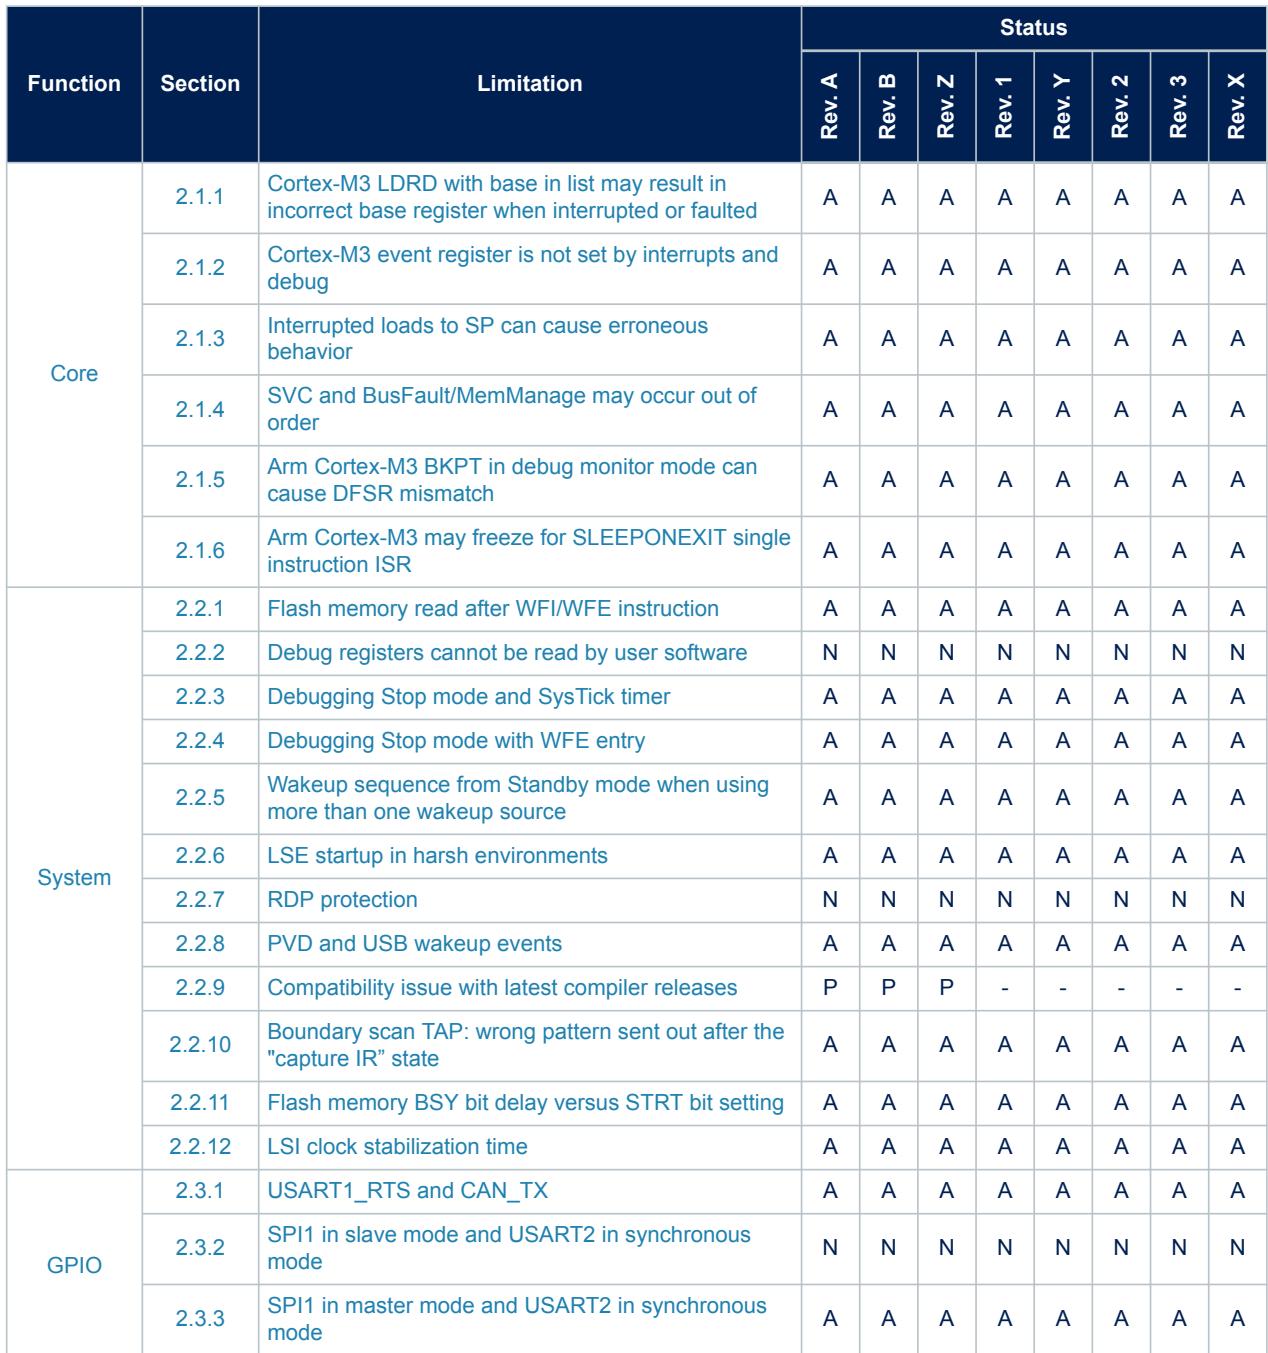 Function Section Limitation Status
Rev. A Rev. B Rev. Z Rev. 1 Rev. Y Rev. 2 Rev. 3 Rev. X
Core
2.1.1 Cortex-M3 LDRD with base in list may result in
incorrect base register when interrupted or faulted A A A A A A A A
2.1.2 Cortex-M3 event register is not set by interrupts and
debug A A A A A A A A
2.1.3 Interrupted loads to SP can cause erroneous
behavior A A A A A A A A
2.1.4 SVC and BusFault/MemManage may occur out of
order A A A A A A A A
2.1.5 Arm Cortex-M3 BKPT in debug monitor mode can
cause DFSR mismatch A A A A A A A A
2.1.6 Arm Cortex-M3 may freeze for SLEEPONEXIT single
instruction ISR A A A A A A A A
System
2.2.1 Flash memory read after WFI/WFE instruction A A A A A A A A
2.2.2 Debug registers cannot be read by user software N N N N N N N N
2.2.3 Debugging Stop mode and SysTick timer A A A A A A A A
2.2.4 Debugging Stop mode with WFE entry A A A A A A A A
2.2.5 Wakeup sequence from Standby mode when using
more than one wakeup source A A A A A A A A
2.2.6 LSE startup in harsh environments A A A A A A A A
2.2.7 RDP protection N N N N N N N N
2.2.8 PVD and USB wakeup events A A A A A A A A
2.2.9 Compatibility issue with latest compiler releases P P P - - - - -
2.2.10 Boundary scan TAP: wrong pattern sent out after the
"capture IR” state A A A A A A A A
2.2.11 Flash memory BSY bit delay versus STRT bit setting A A A A A A A A
2.2.12 LSI clock stabilization time A A A A A A A A
GPIO
2.3.1 USART1_RTS and CAN_TX A A A A A A A A
2.3.2 SPI1 in slave mode and USART2 in synchronous
mode N N N N N N N N
2.3.3 SPI1 in master mode and USART2 in synchronous
mode A A A A A A A A